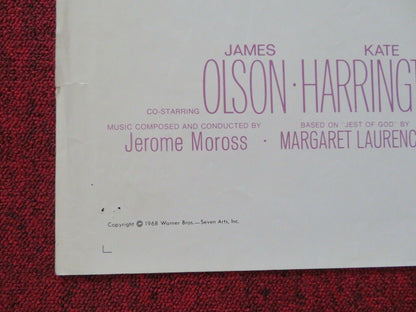 JAMES KATE
CO-STARRING OLSON · HARRINGT
MUSIC COMPOSED AND CONDUCTED BY BASED ON "JEST OF GOD" BY
Jerome Moross · MARGARET LAURENC
Copyright © 1968 Warner Bros.—Seven Arts, Inc.